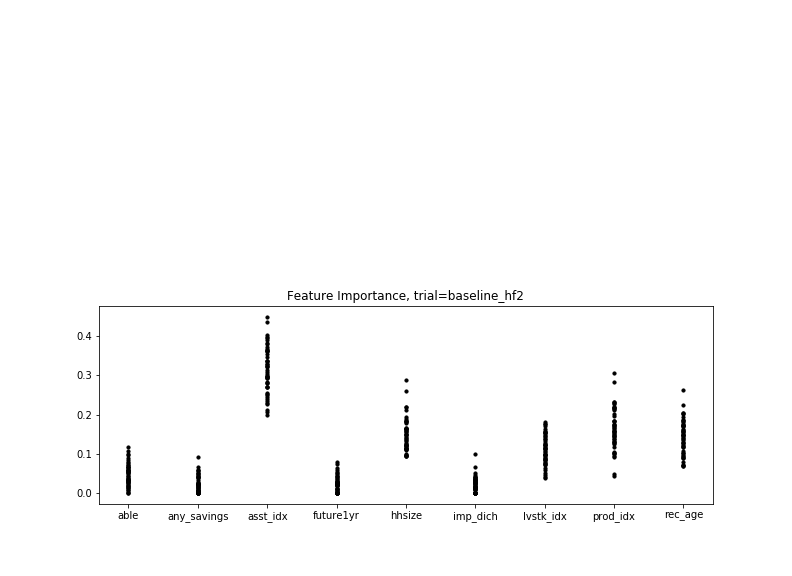 Feature Importance, trial=baseline_hf2
0.4
0.3
0.2
0.1
0.0
able any_savings asst_idx future1yr hhsize imp_dich lvstk_idx prod_idx rec_age